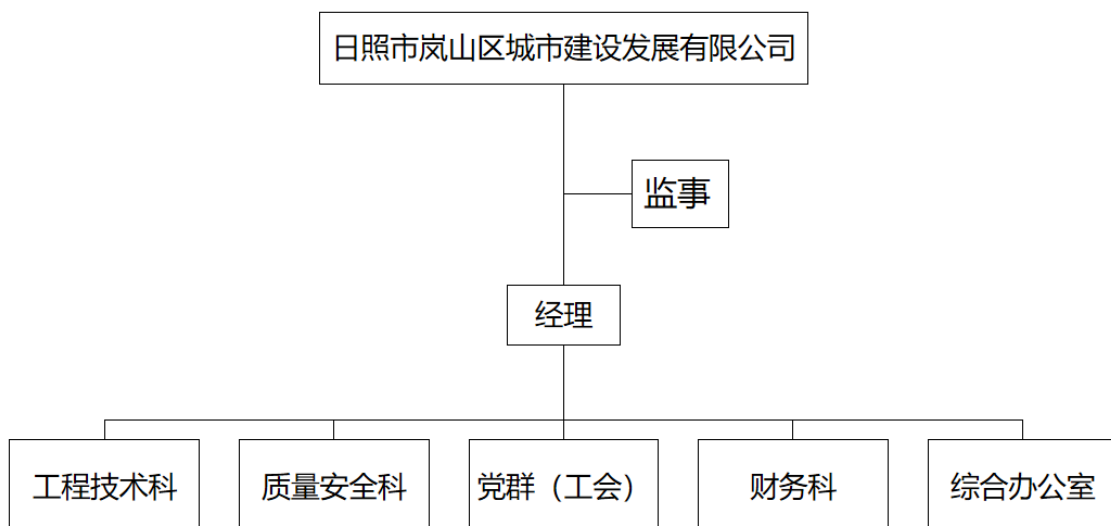 日照市岚山区城市建设发展有限公司
监事
经理
工程技术科
质量安全科
党群（工会）
财务科
综合办公室